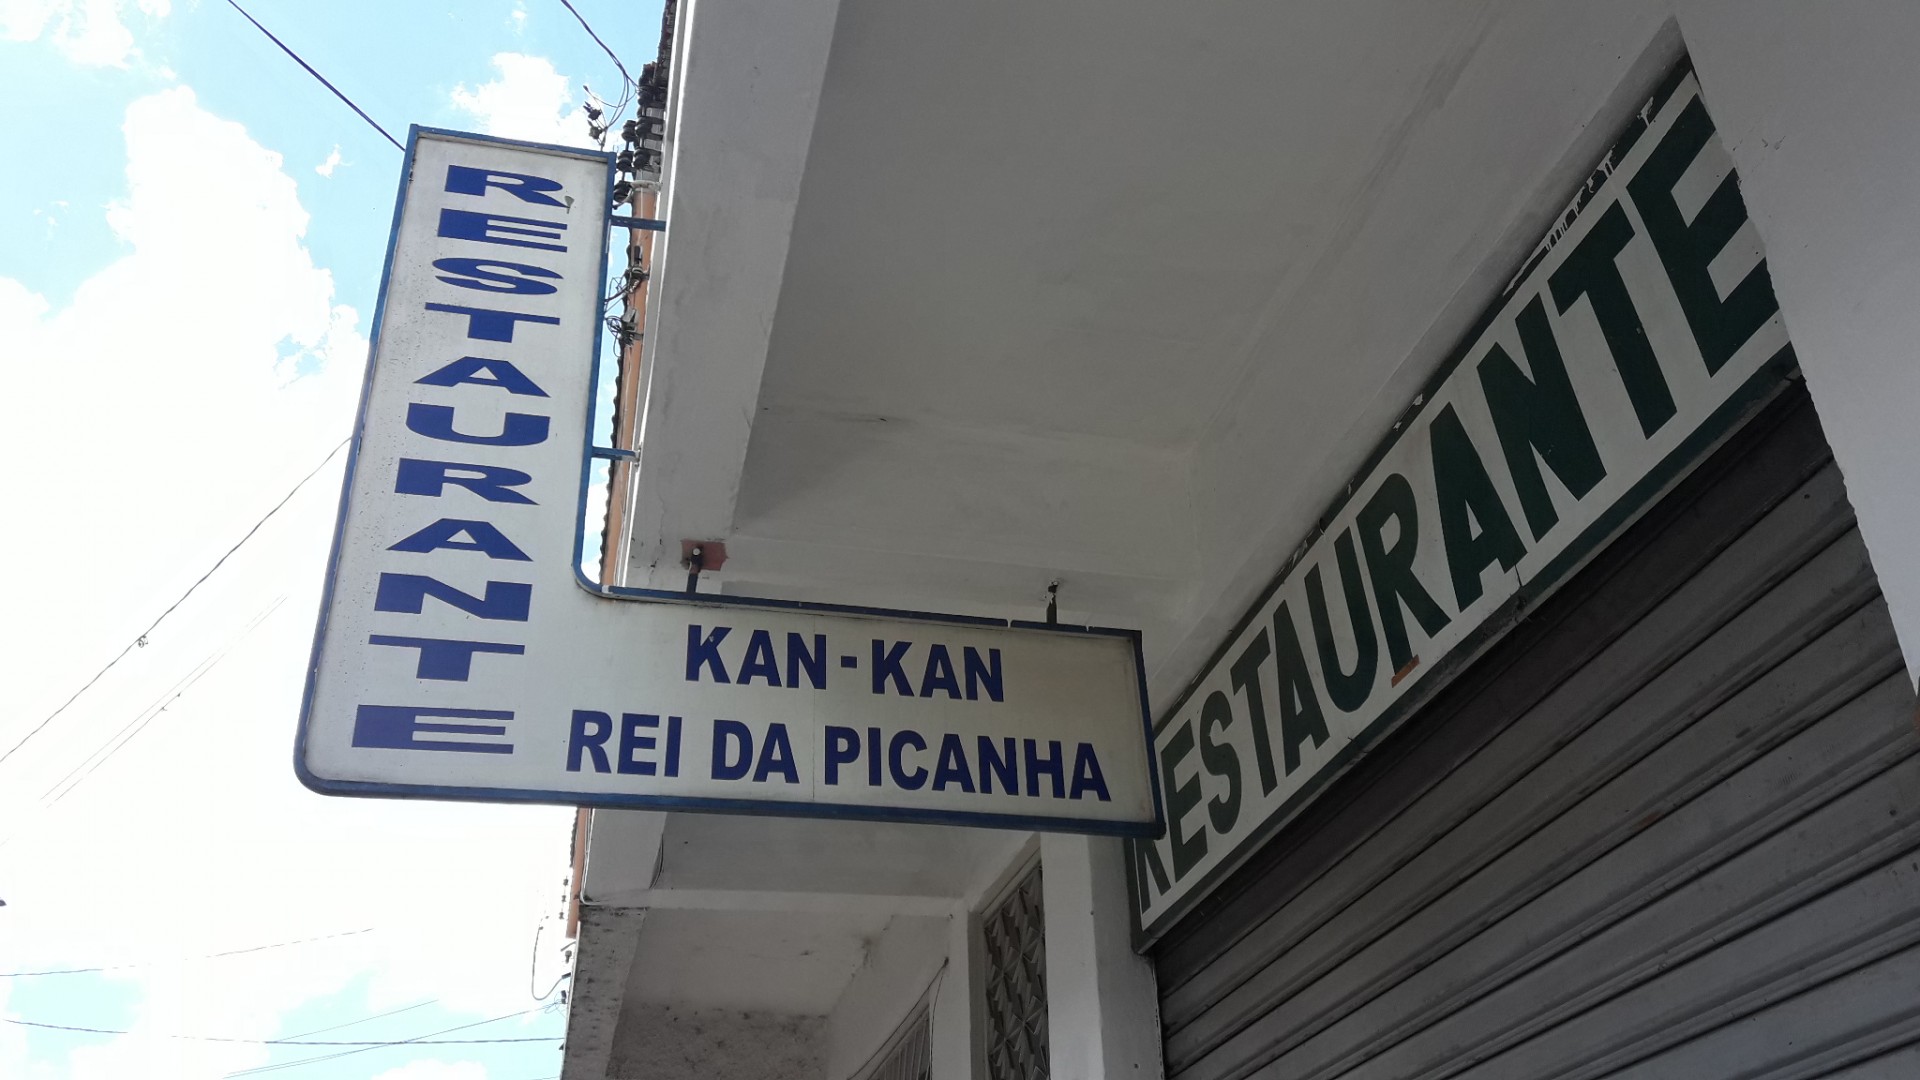 RESTAURANTE
KAN-KAN
REI DA PICANHA
RESTAURANTE